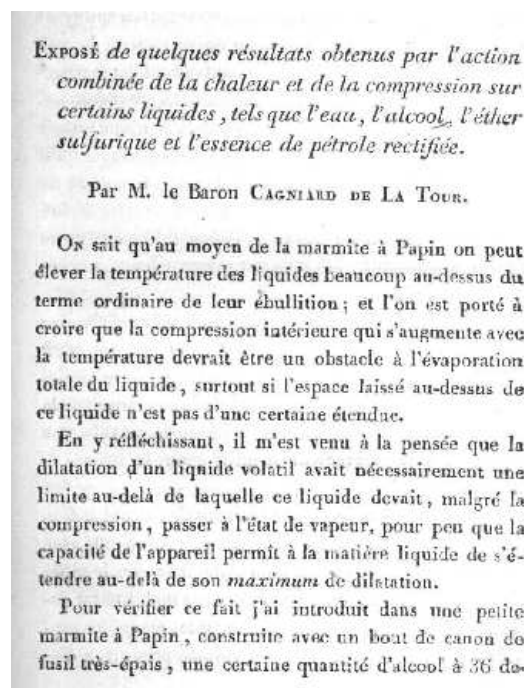 EXPOSÉ de quelques résultats obtenus par l'action
combinée de la chaleur et de la compression sur
certains liquides, tels que l'eau, l'alcool, l'éther
sulfurique et l'essence de pétrole rectifiée.
Par M. le Baron CAGNIARD DE LA TOUR.
ON sait qu'au moyen de la marmite à Papin on peut
élever la température des liquides beaucoup au-dessus du
terme ordinaire de leur ébullition; et l'on est porté à
croire que la compression intérieure qui s'augmente avec
la température devrait être un obstacle à l'évaporation
totale du liquide, surtout si l'espace laissé au-dessus de
ce liquide n'est pas d'une certaine étendue.
En y réfléchissant, il m'est venu à la pensée que la
dilatation d'un liquide volatil avait nécessairement une
limite au-delà de laquelle ce liquide devait, malgré la
compression, passer à l'état de vapeur, pour peu que la
capacité de l'appareil permît à la matière liquide de s'é-
tendre au-delà de son maximum de dilatation.
Pour vérifier ce fait j'ai introduit dans une petite
marmite à Papin, construite avec un bout de canon de
fusil très-épais, une certaine quantité d'alcool à 36 de-